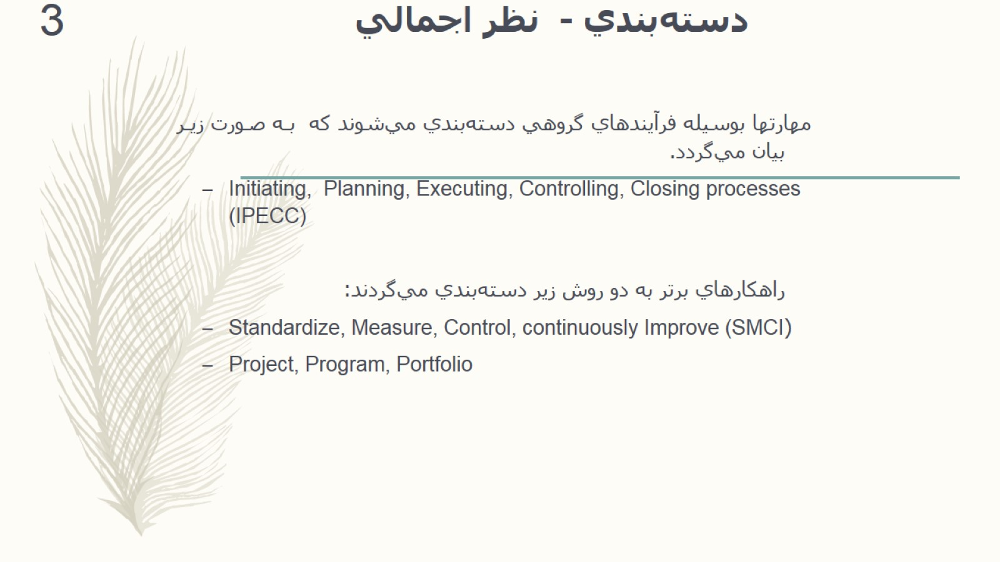 3
دسته‌بندي - نظر اجمالي
مهارتها بوسيله فرآيندهاي گروهي دسته‌بندي مي‌شوند كه به صورت زير
بيان مي‌گردد.
– Initiating, Planning, Executing, Controlling, Closing processes
(IPECC)
راهكارهاي برتر به دو روش زير دسته‌بندي مي‌گردند:
– Standardize, Measure, Control, continuously Improve (SMCI)
– Project, Program, Portfolio